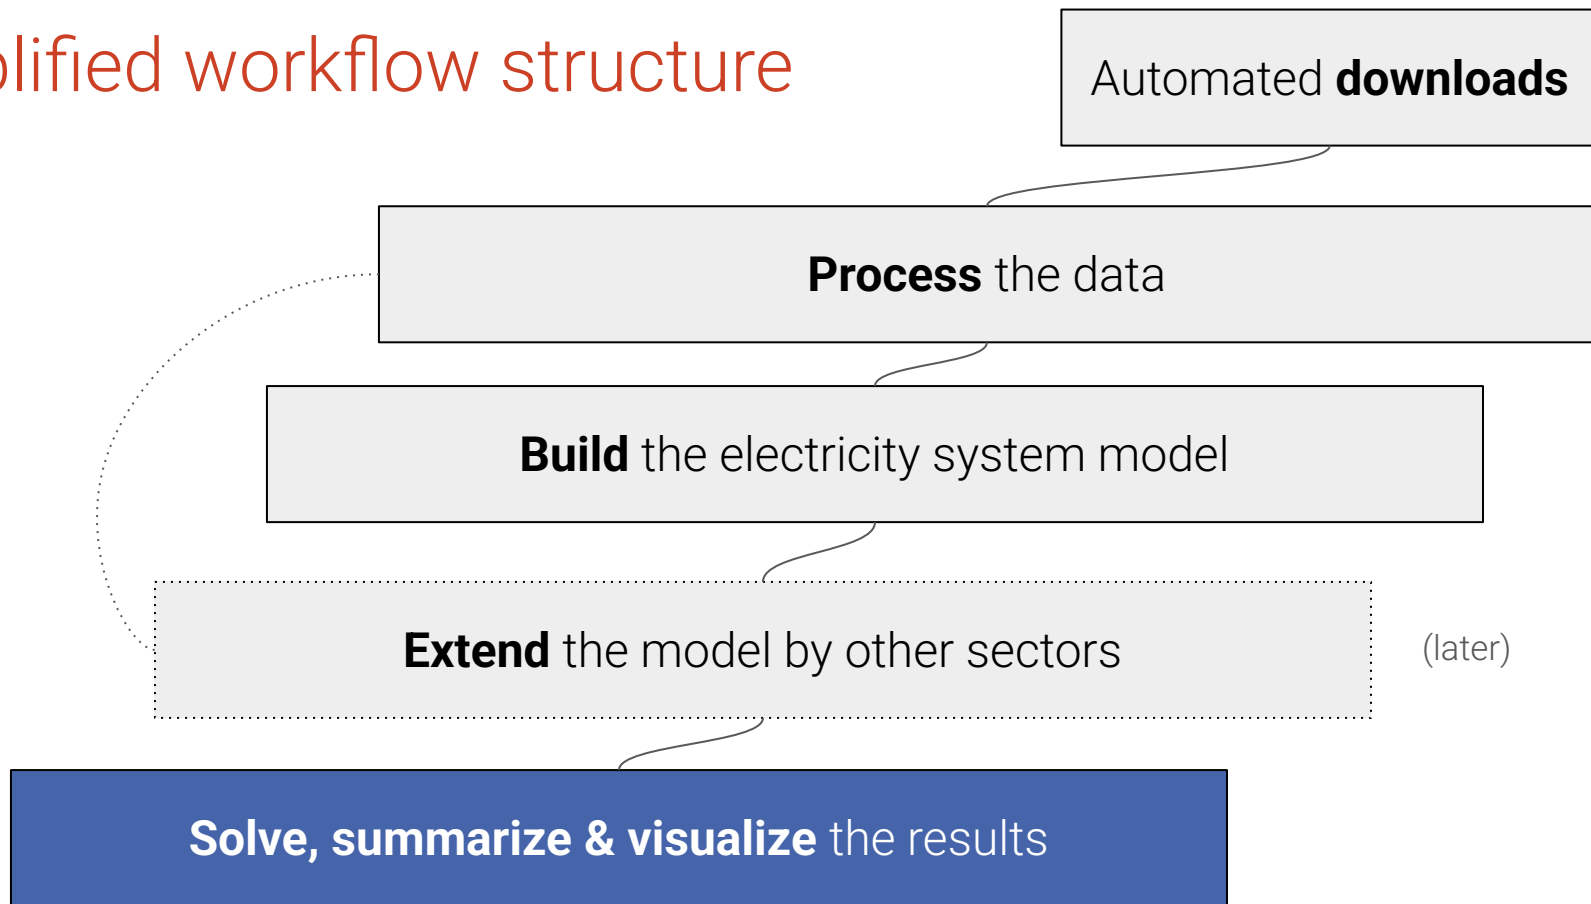 plified workflow structure
Automated downloads
Process the data
Build the electricity system model
Extend the model by other sectors
(later)
Solve, summarize & visualize the results